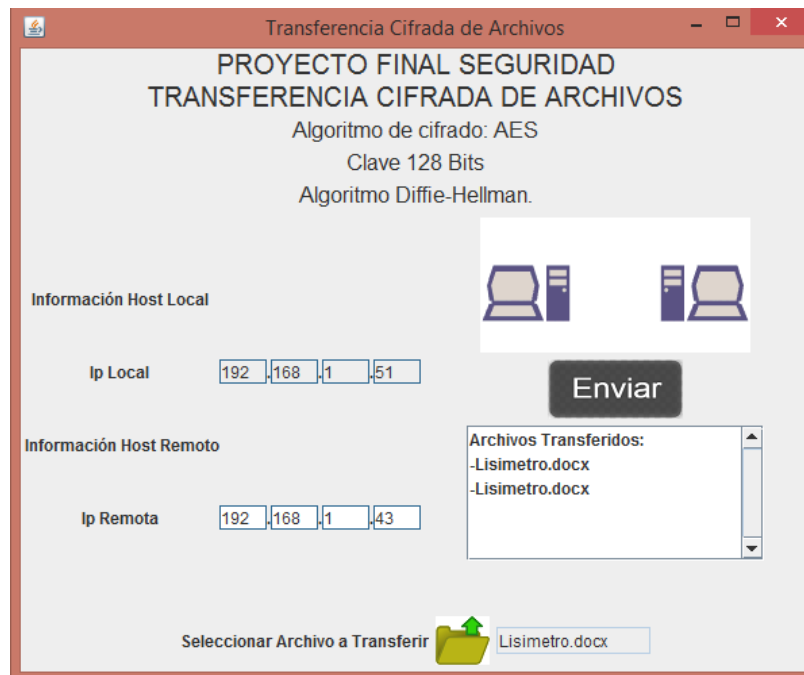 Transferencia Cifrada de Archivos
PROYECTO FINAL SEGURIDAD
TRANSFERENCIA CIFRADA DE ARCHIVOS
Algoritmo de cifrado: AES
Clave 128 Bits
Algoritmo Diffie-Hellman.
Información Host Local
Ip Local 192 .168 .1 .51
Enviar
Información Host Remoto
Ip Remota 192 .168 .1 .43
Archivos Transferidos:
-Lisimetro.docx
-Lisimetro.docx
Seleccionar Archivo a Transferir Lisimetro.docx